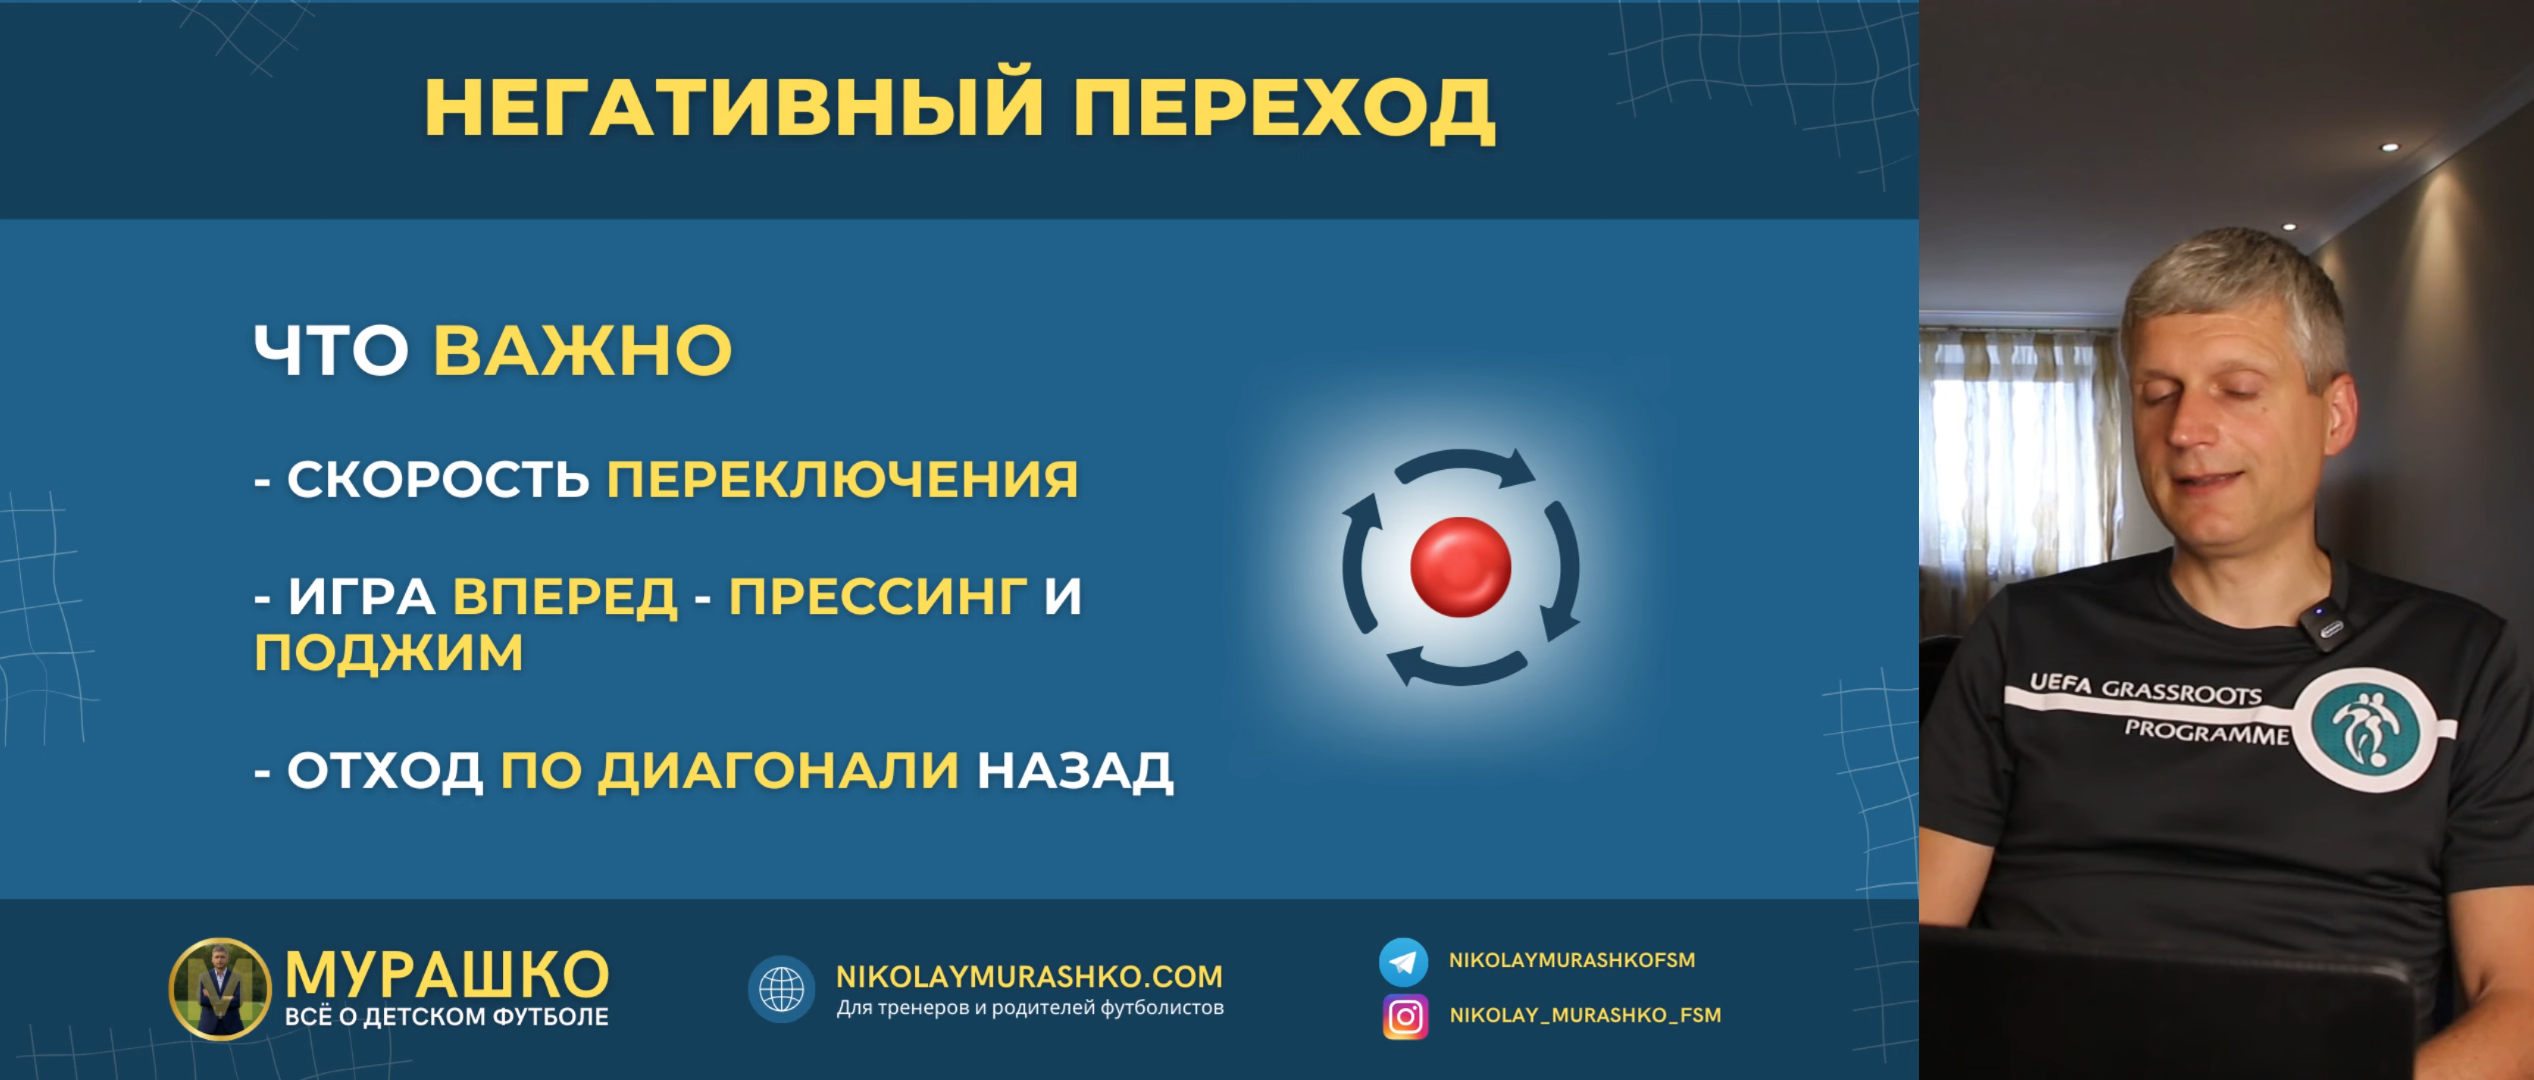 НЕГАТИВНЫЙ ПЕРЕХОД
ЧТО ВАЖНО
- СКОРОСТЬ ПЕРЕКЛЮЧЕНИЯ
- ИГРА ВПЕРЕД - ПРЕССИНГ И
ПОДЖИМ
- ОТХОД ПО ДИАГОНАЛИ НАЗАД
МУРАШКО
ВСЁ О ДЕТСКОМ ФУТБОЛЕ
NIKOLAYMURASHKO.COM
Для тренеров и родителей футболистов
NIKOLAYMURASHKOFSM
NIKOLAY_MURASHKO_FSM
UEFA GRASSROOTS
PROGRAMME